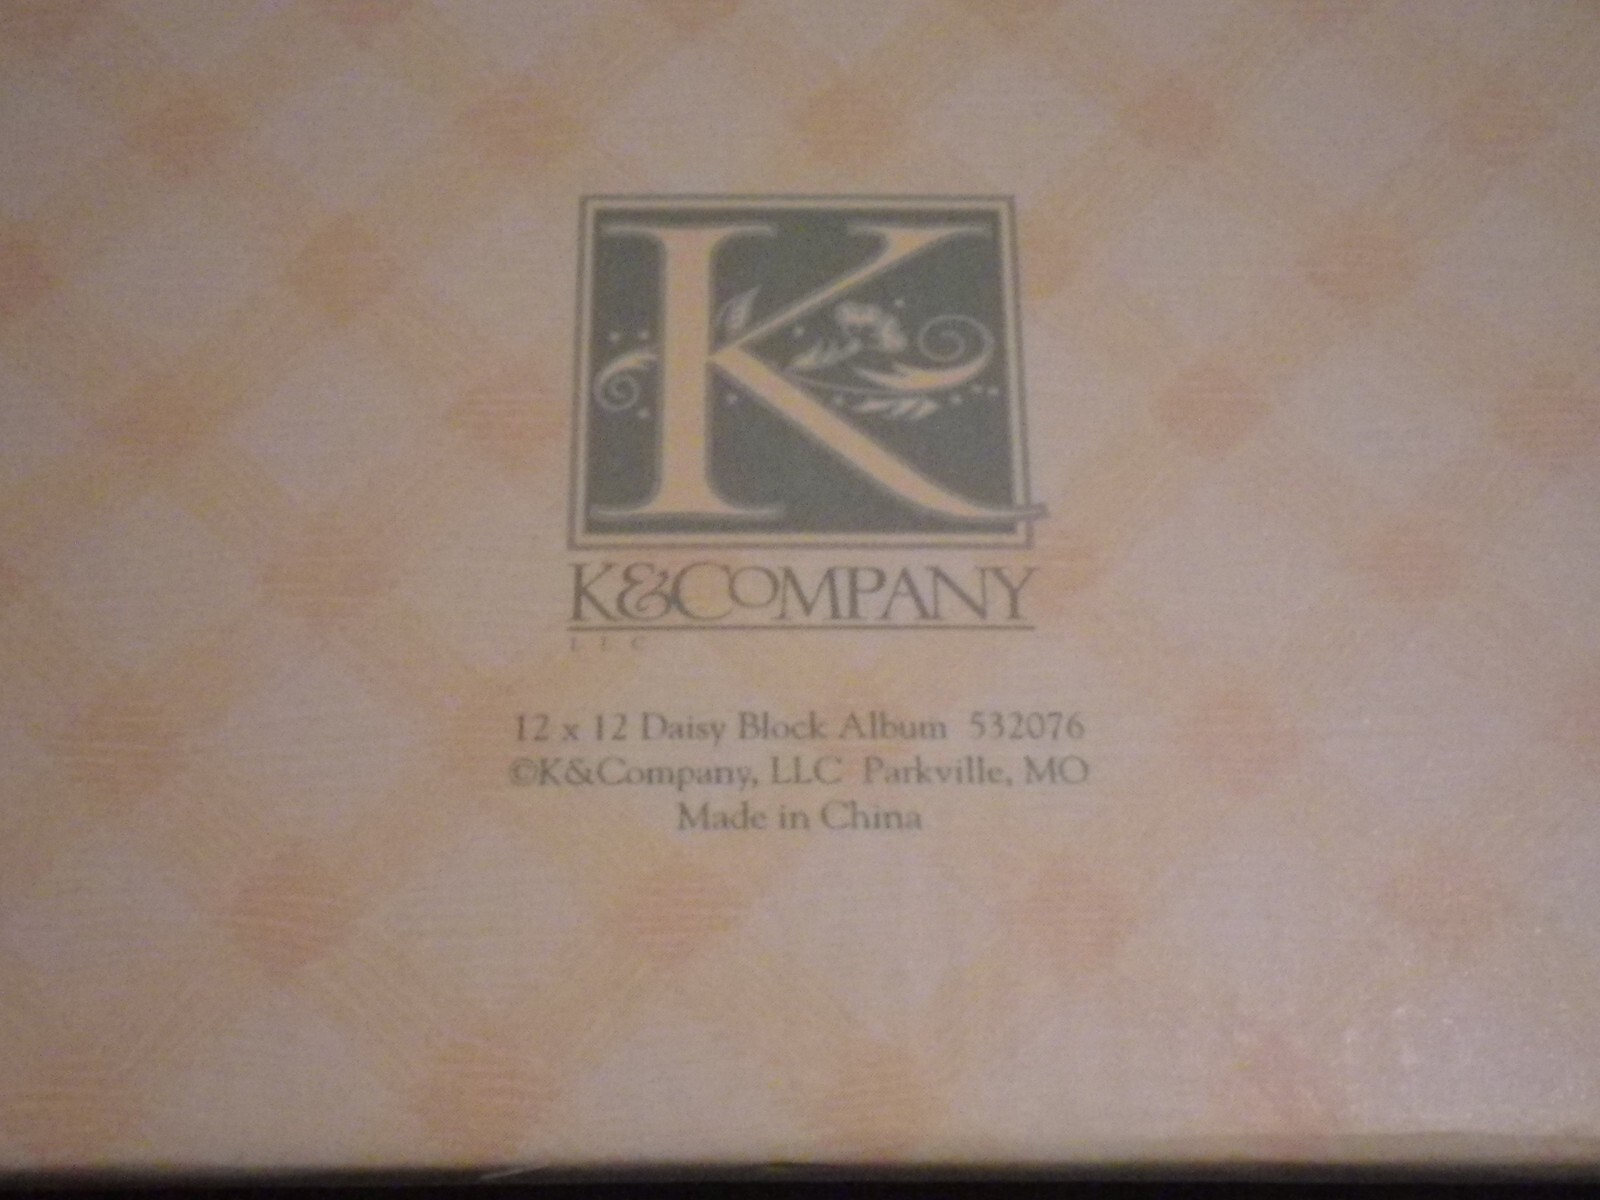 K
K&COMPANY
LLC
12 x 12 Daisy Block Album 532076
©K&Company, LLC Parkville, MO
Made in China